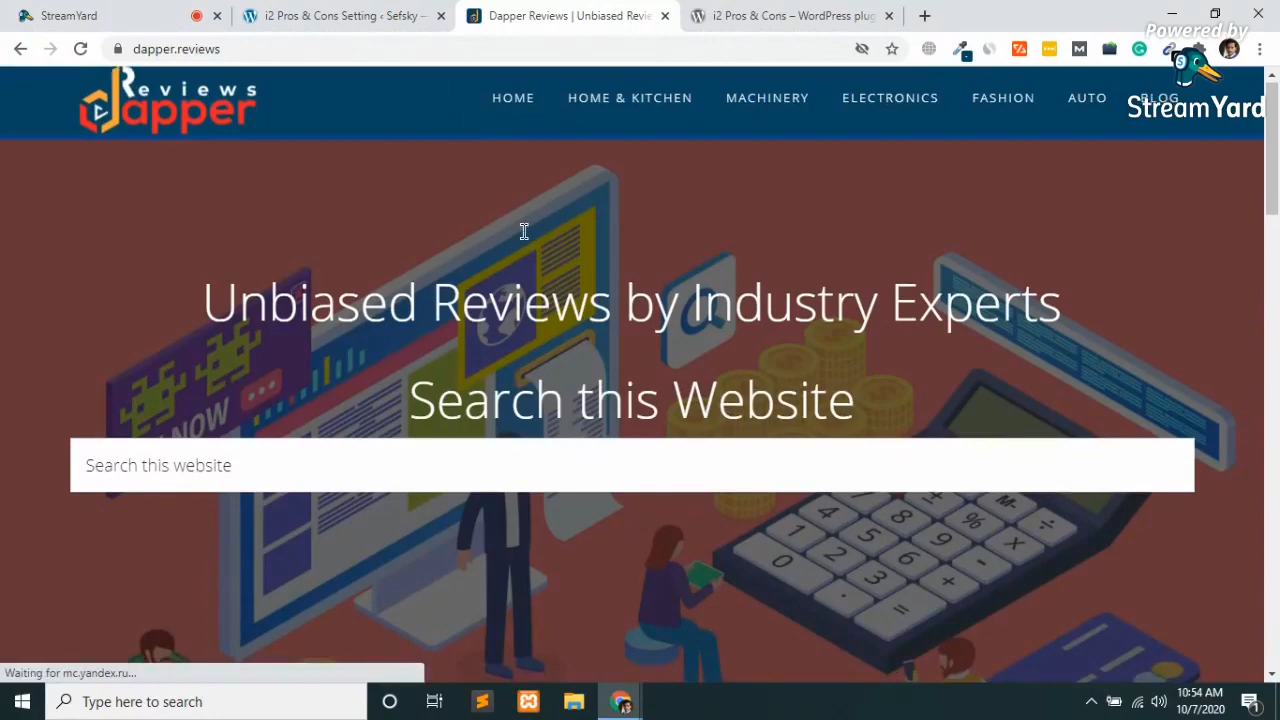 StreamYard
i2 Pros & Cons Setting ‹ Sefsky —
Dapper Reviews | Unbiased Revie
i2 Pros & Cons – WordPress plug
dapper.reviews
Powered by
StreamYard
Reviews
dapper
HOME
HOME & KITCHEN
MACHINERY
ELECTRONICS
FASHION
AUTO
BLOG
NOW
Unbiased Reviews by Industry Experts
Search this Website
Search this website
Waiting for mc.yandex.ru...
Type here to search
10:54 AM
10/7/2020